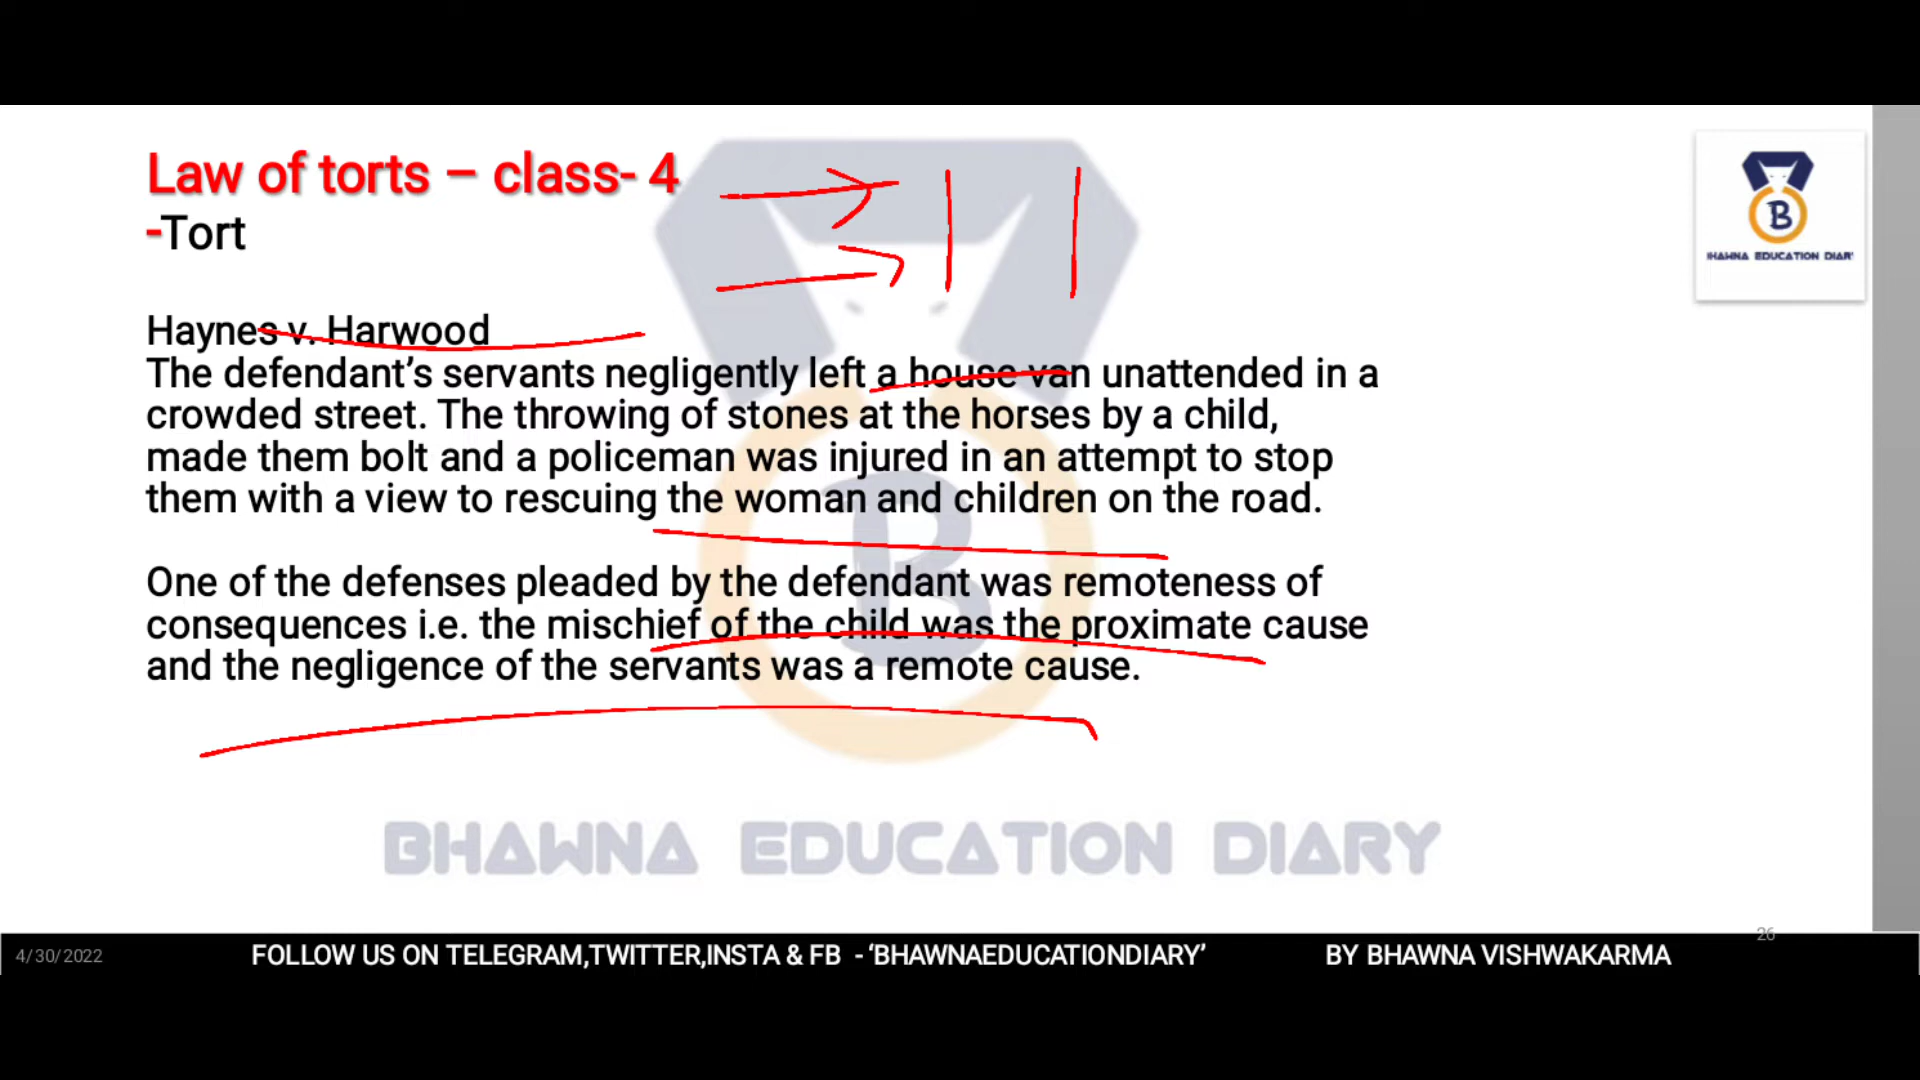 Law of torts – class- 4
-Tort
B
HAWNA EDUCATION DIAR
Haynes v. Harwood
The defendant’s servants negligently left a house van unattended in a
crowded street. The throwing of stones at the horses by a child,
made them bolt and a policeman was injured in an attempt to stop
them with a view to rescuing the woman and children on the road.
One of the defenses pleaded by the defendant was remoteness of
consequences i.e. the mischief of the child was the proximate cause
and the negligence of the servants was a remote cause.
B
BHAWNA EDUCATION DIARY
26
4/30/2022 FOLLOW US ON TELEGRAM,TWITTER,INSTA & FB - ‘BHAWNAEDUCATIONDIARY’ BY BHAWNA VISHWAKARMA